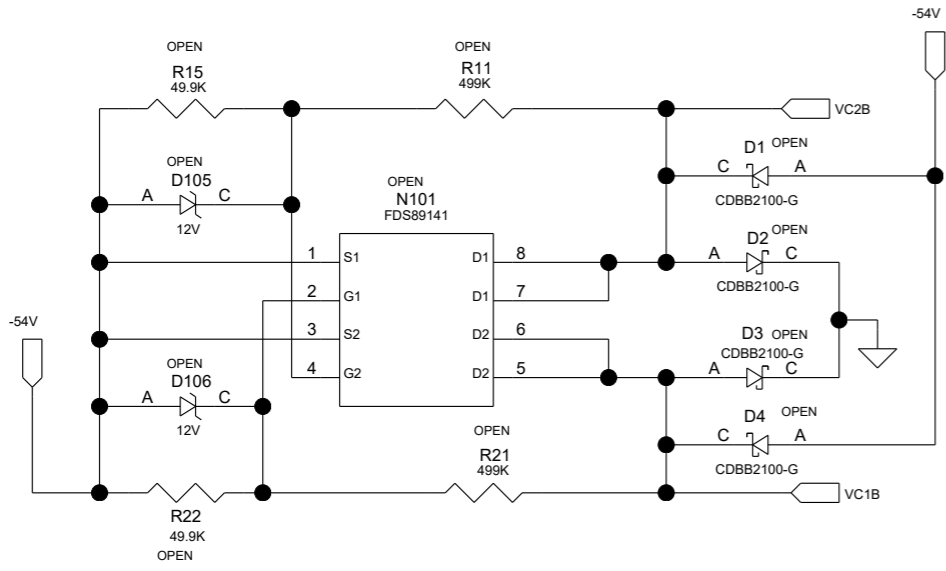 -54V
OPEN
R15
49.9K
OPEN
R11
499K
VC2B
OPEN
D105
A
C
12V
D1
OPEN
C
A
CDBB2100-G
OPEN
N101
FDS89141
1
S1
D1
8
2
G1
D1
7
3
S2
D2
6
4
G2
D2
5
D2
OPEN
A
C
CDBB2100-G
-54V
D3
OPEN
CDBB2100-G
A
C
OPEN
D106
A
C
12V
D4
OPEN
C
A
CDBB2100-G
OPEN
R21
499K
VC1B
R22
49.9K
OPEN